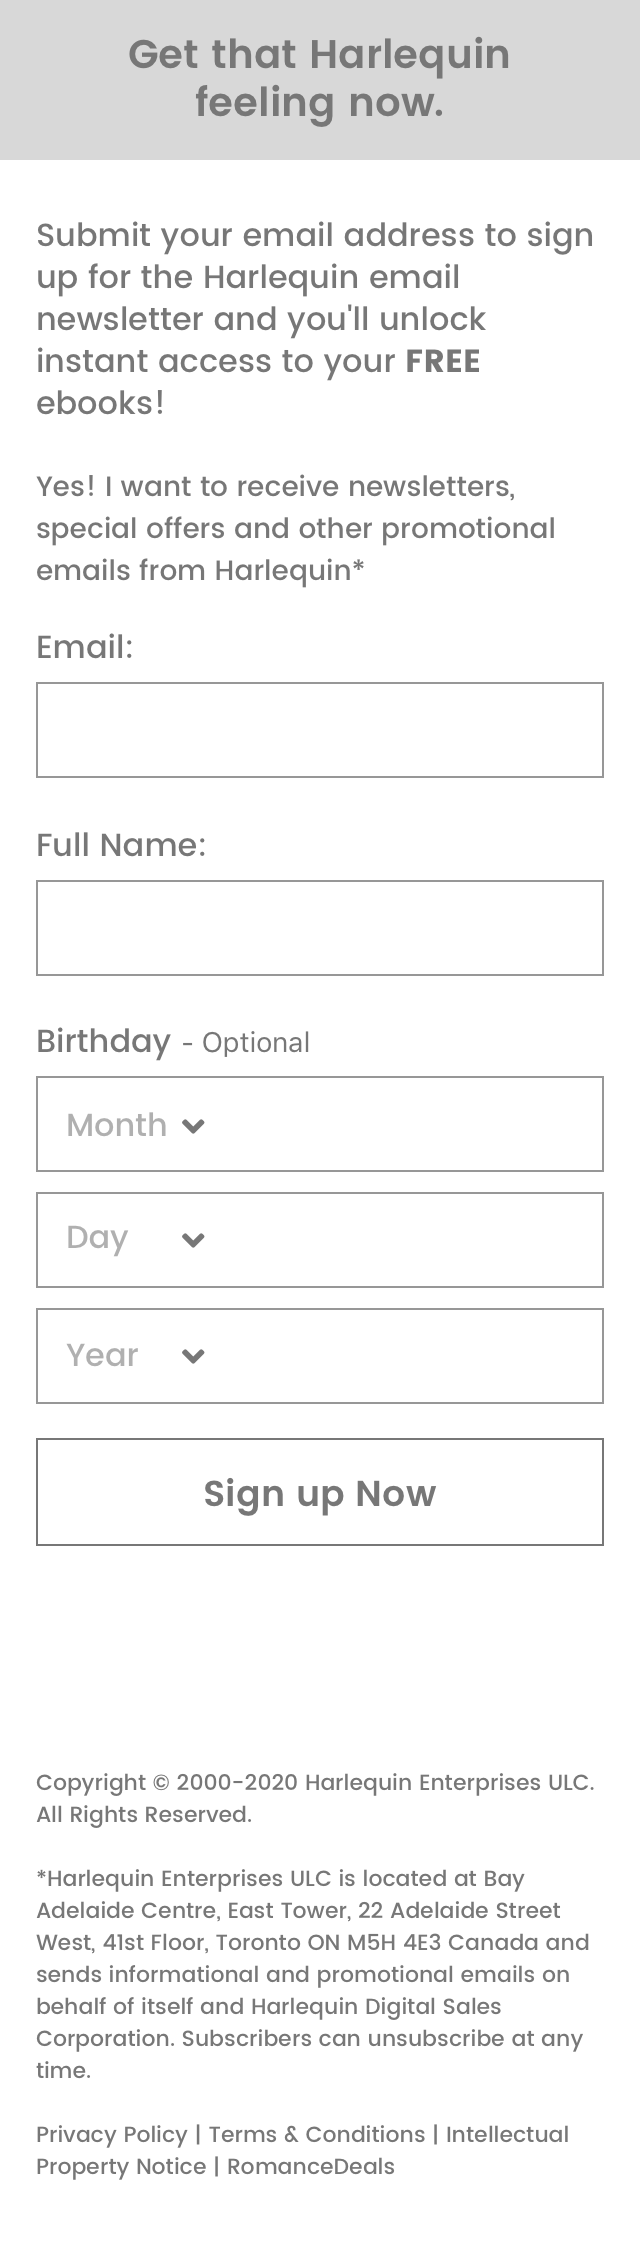 Get that Harlequin
feeling now.
Submit your email address to sign
up for the Harlequin email
newsletter and you'll unlock
instant access to your FREE
ebooks!
Yes! I want to receive newsletters,
special offers and other promotional
emails from Harlequin*
Email:
Full Name:
Birthday - Optional
Month
Day
Year
Sign up Now
Copyright © 2000-2020 Harlequin Enterprises ULC.
All Rights Reserved.
*Harlequin Enterprises ULC is located at Bay
Adelaide Centre, East Tower, 22 Adelaide Street
West, 41st Floor, Toronto ON M5H 4E3 Canada and
sends informational and promotional emails on
behalf of itself and Harlequin Digital Sales
Corporation. Subscribers can unsubscribe at any
time.
Privacy Policy | Terms & Conditions | Intellectual
Property Notice | RomanceDeals